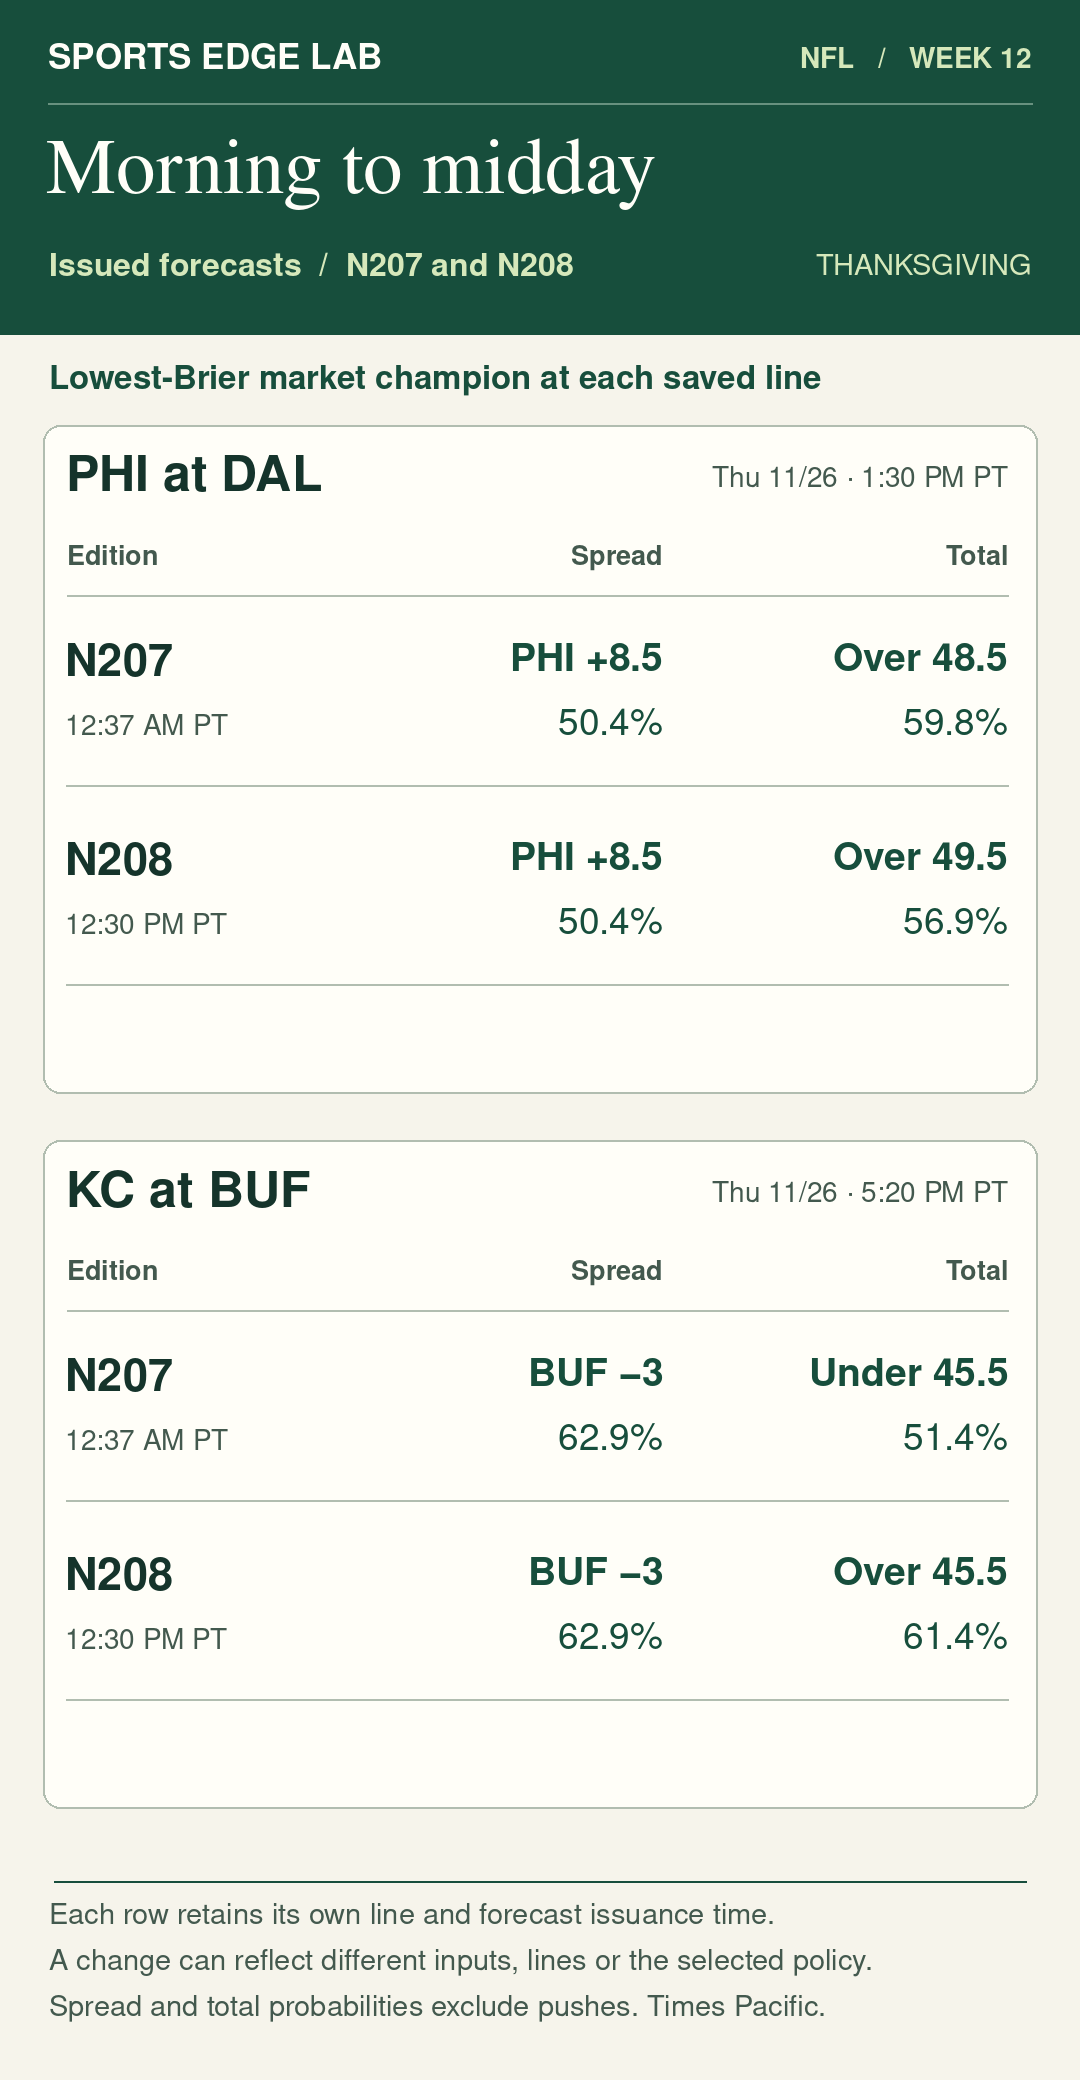 SPORTS EDGE LAB
NFL / WEEK 12
Morning to midday
Issued forecasts / N207 and N208
THANKSGIVING
Lowest-Brier market champion at each saved line
PHI at DAL
Thu 11/26 · 1:30 PM PT
Edition Spread Total
N207 PHI +8.5 Over 48.5
12:37 AM PT 50.4% 59.8%
N208 PHI +8.5 Over 49.5
12:30 PM PT 50.4% 56.9%
KC at BUF
Thu 11/26 · 5:20 PM PT
Edition Spread Total
N207 BUF −3 Under 45.5
12:37 AM PT 62.9% 51.4%
N208 BUF −3 Over 45.5
12:30 PM PT 62.9% 61.4%
Each row retains its own line and forecast issuance time.
A change can reflect different inputs, lines or the selected policy.
Spread and total probabilities exclude pushes. Times Pacific.